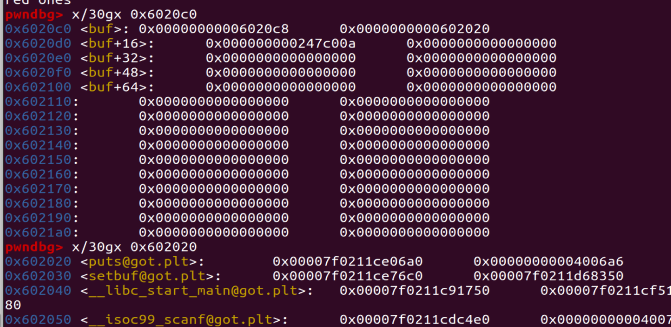 red ones
pwndbg> x/30gx 0x6020c0
0x6020c0 <buf>: 0x00000000006020c8 0x0000000000602020
0x6020d0 <buf+16>: 0x000000000247c00a 0x0000000000000000
0x6020e0 <buf+32>: 0x0000000000000000 0x0000000000000000
0x6020f0 <buf+48>: 0x0000000000000000 0x0000000000000000
0x602100 <buf+64>: 0x0000000000000000 0x0000000000000000
0x602110: 0x0000000000000000 0x0000000000000000
0x602120: 0x0000000000000000 0x0000000000000000
0x602130: 0x0000000000000000 0x0000000000000000
0x602140: 0x0000000000000000 0x0000000000000000
0x602150: 0x0000000000000000 0x0000000000000000
0x602160: 0x0000000000000000 0x0000000000000000
0x602170: 0x0000000000000000 0x0000000000000000
0x602180: 0x0000000000000000 0x0000000000000000
0x602190: 0x0000000000000000 0x0000000000000000
0x6021a0: 0x0000000000000000 0x0000000000000000
pwndbg> x/30gx 0x602020
0x602020 <puts@got.plt>: 0x00007f0211ce06a0 0x00000000004006a6
0x602030 <setbuf@got.plt>: 0x00007f0211ce76c0 0x00007f0211d68350
0x602040 <__libc_start_main@got.plt>: 0x00007f0211c91750 0x00007f0211cf51
80
0x602050 <__isoc99_scanf@got.plt>: 0x00007f0211cdc4e0 0x00000000004007